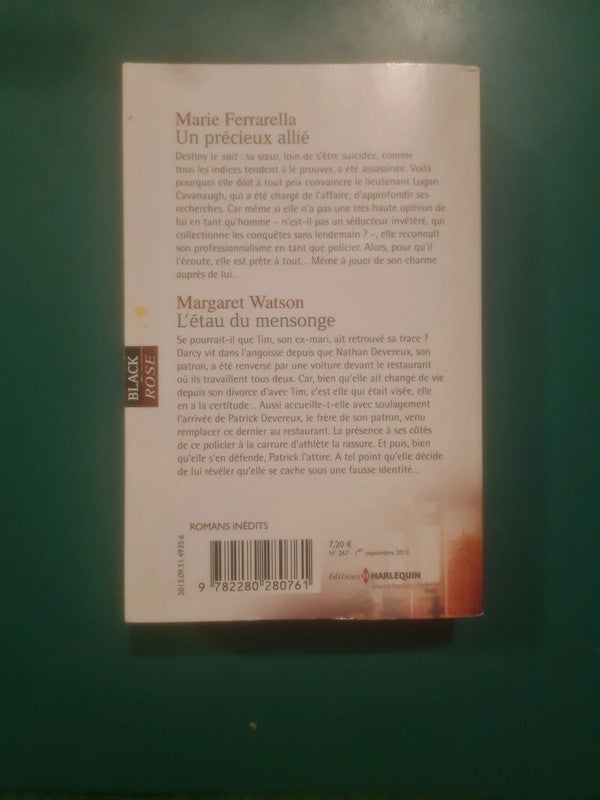 Marie Ferrarella
Un précieux allié
Destiny le sait : sa sœur, loin de s'être suicidée, comme
tous les indices tendent à le prouver, a été assassinée. Voilà
pourquoi elle doit à tout prix convaincre le lieutenant Logan
Cavanaugh, qui a été chargé de l'affaire, d'approfondir ses
recherches. Car même si elle n'a pas une très haute opinion de
lui en tant qu'homme – n'est-il pas un séducteur invétéré, qui
collectionne les conquêtes sans lendemain ? –, elle reconnaît
son professionnalisme en tant que policier. Alors, pour qu'il
l'écoute, elle est prête à tout... Même à jouer de son charme
auprès de lui...
Margaret Watson
L'étau du mensonge
Se pourrait-il que Tim, son ex-mari, ait retrouvé sa trace ?
Darcy vit dans l'angoisse depuis que Nathan Devereux, son
patron, a été renversé par une voiture devant le restaurant
où ils travaillent tous deux. Car, bien qu'elle ait changé de vie
depuis son divorce d'avec Tim, c'est elle qui était visée, elle
en a la certitude... Aussi accueille-t-elle avec soulagement
l'arrivée de Patrick Devereux, le frère de son patron, venu
remplacer ce dernier au restaurant. La présence à ses côtés
de ce policier à la carrure d'athlète la rassure. Et puis, bien
qu'elle s'en défende, Patrick l'attire. A tel point qu'elle décide
de lui révéler qu'elle se cache sous une fausse identité...
BLACK
ROSE
ROMANS INÉDITS
7,20 €
N° 267 - 1er septembre 2013
2013.09.51.4935.6
9 782280 280761
éditions HARLEQUIN